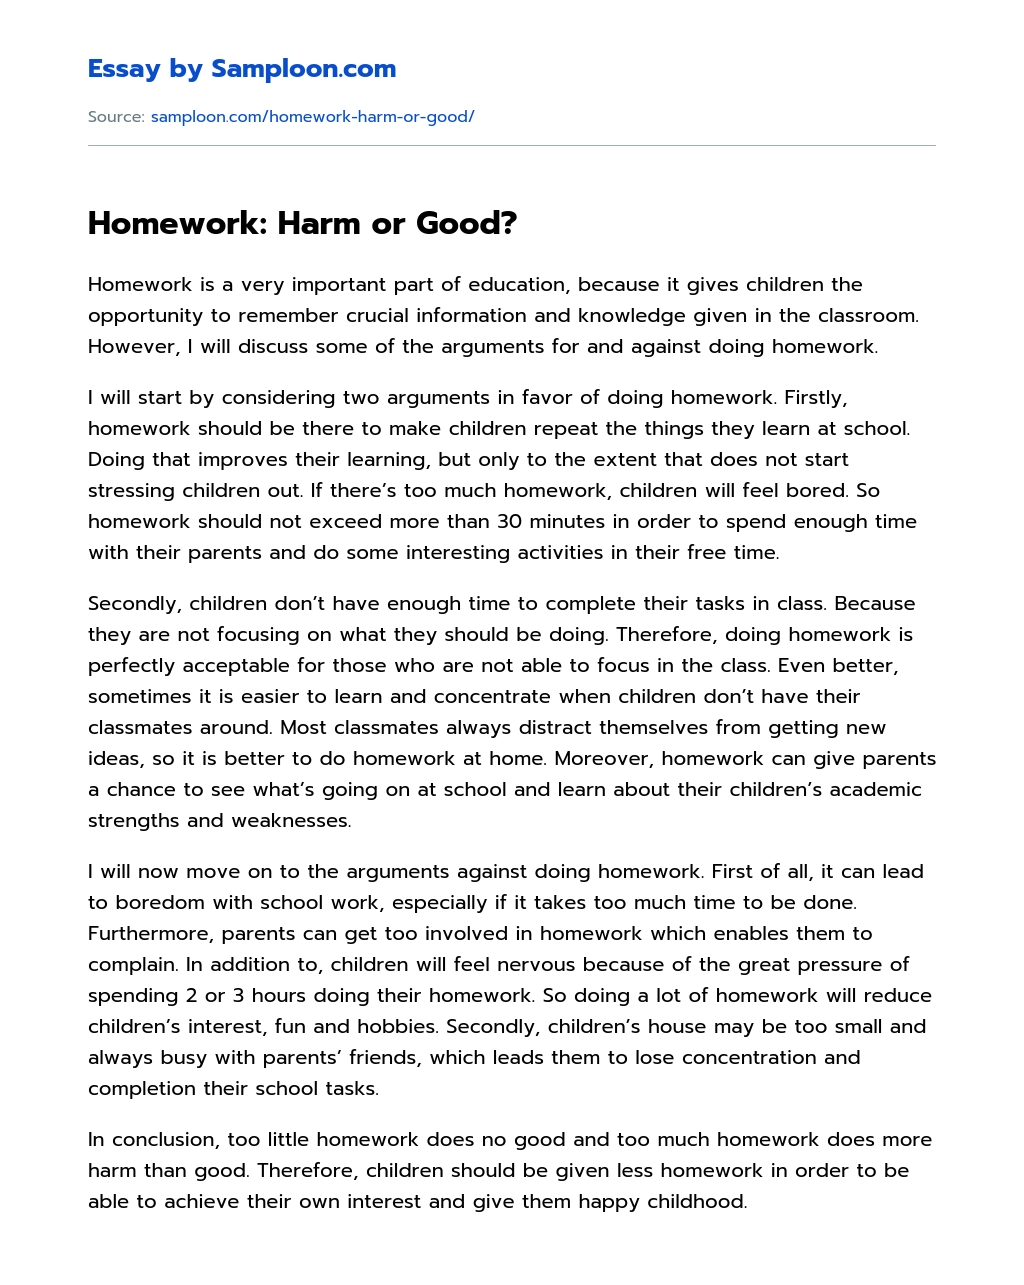 Essay by Samploon.com
Source: samploon.com/homework-harm-or-good/
Homework: Harm or Good?
Homework is a very important part of education, because it gives children the
opportunity to remember crucial information and knowledge given in the classroom.
However, I will discuss some of the arguments for and against doing homework.
I will start by considering two arguments in favor of doing homework. Firstly,
homework should be there to make children repeat the things they learn at school.
Doing that improves their learning, but only to the extent that does not start
stressing children out. If there’s too much homework, children will feel bored. So
homework should not exceed more than 30 minutes in order to spend enough time
with their parents and do some interesting activities in their free time.
Secondly, children don’t have enough time to complete their tasks in class. Because
they are not focusing on what they should be doing. Therefore, doing homework is
perfectly acceptable for those who are not able to focus in the class. Even better,
sometimes it is easier to learn and concentrate when children don’t have their
classmates around. Most classmates always distract themselves from getting new
ideas, so it is better to do homework at home. Moreover, homework can give parents
a chance to see what’s going on at school and learn about their children’s academic
strengths and weaknesses.
I will now move on to the arguments against doing homework. First of all, it can lead
to boredom with school work, especially if it takes too much time to be done.
Furthermore, parents can get too involved in homework which enables them to
complain. In addition to, children will feel nervous because of the great pressure of
spending 2 or 3 hours doing their homework. So doing a lot of homework will reduce
children’s interest, fun and hobbies. Secondly, children’s house may be too small and
always busy with parents’ friends, which leads them to lose concentration and
completion their school tasks.
In conclusion, too little homework does no good and too much homework does more
harm than good. Therefore, children should be given less homework in order to be
able to achieve their own interest and give them happy childhood.